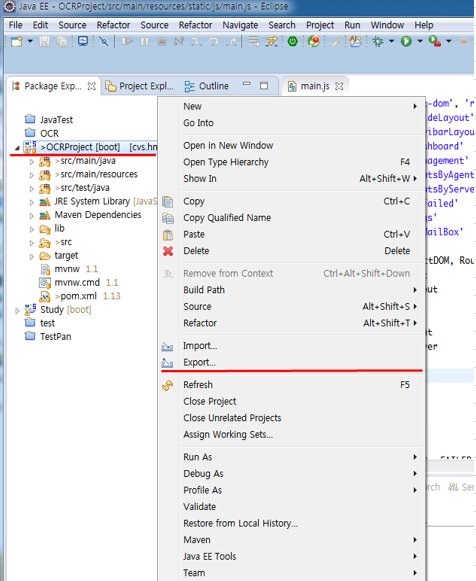 Java EE - OCRProject/src/main/resources/static/js/main.js - Eclipse
File Edit Source Refactor Source Refactor Navigate Search Project Run Window Help
Package Exp... Project Expl... Outline main.js
JavaTest
OCR
>OCRProject [boot] [cvs.hn
>src/main/java
>src/main/resources
>src/test/java
JRE System Library [JavaS
Maven Dependencies
lib
>src
target
mvnw 1.1
mvnw.cmd 1.1
>pom.xml 1.13
Study [boot]
test
TestPan
New
Go Into
Open in New Window
Open Type Hierarchy F4
Show In Alt+Shift+W
Copy Ctrl+C
Copy Qualified Name
Paste Ctrl+V
Delete Delete
Remove from Context Ctrl+Alt+Shift+Down
Build Path
Source Alt+Shift+S
Refactor Alt+Shift+T
Import...
Export...
Refresh F5
Close Project
Close Unrelated Projects
Assign Working Sets...
Run As
Debug As
Profile As
Validate
Restore from Local History...
Maven
Java EE Tools
Team
-dom', 'r
deLayout'
ribarLayou
shboard'
agement'
tsByAgent
tsByServe
ailed'
us'
MailBox'
ctDOM, Rou
out
t
ver
FAILED
rch Ser